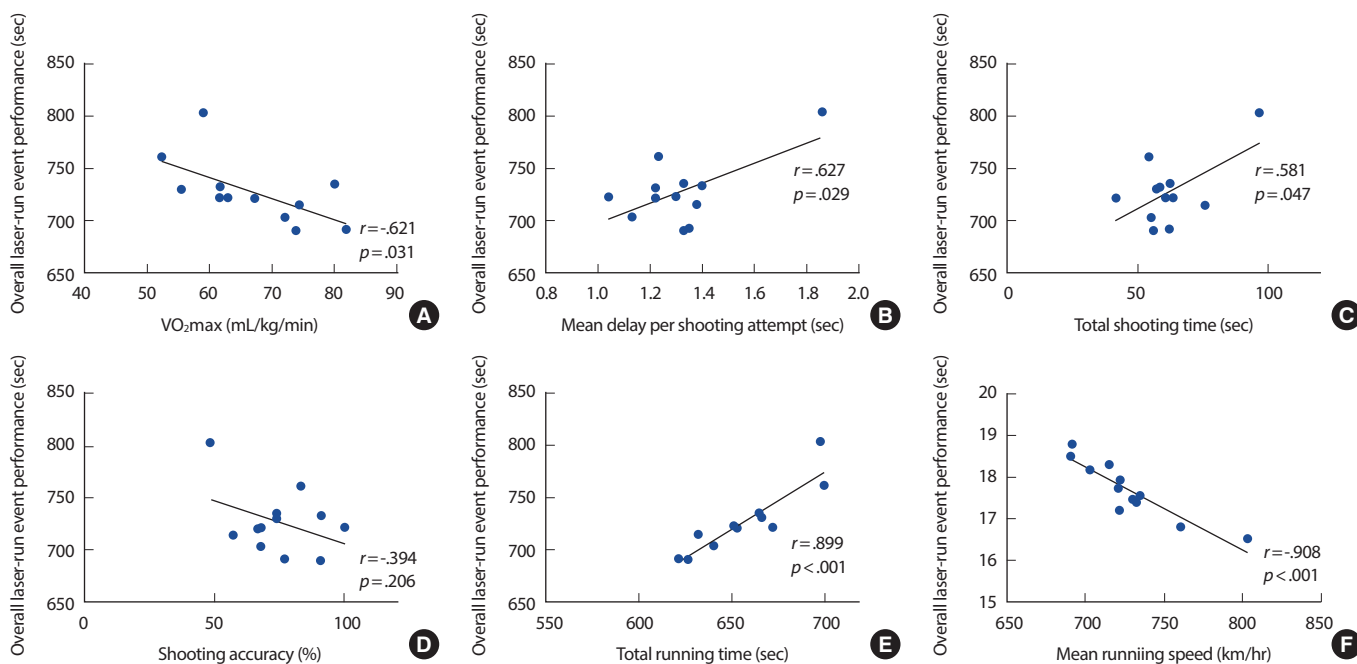 Overall laser-run event performance (sec)
850
800
750
700
650
40
50
60
70
80
90
r=-.621
p=.031
VO₂max (mL/kg/min)
A
Overall laser-run event performance (sec)
850
800
750
700
650
0.8
1.0
1.2
1.4
1.6
1.8
2.0
r=.627
p=.029
Mean delay per shooting attempt (sec)
B
Overall laser-run event performance (sec)
850
800
750
700
650
0
50
100
r=.581
p=.047
Total shooting time (sec)
C
Overall laser-run event performance (sec)
850
800
750
700
650
0
50
100
r=-.394
p=.206
Shooting accuracy (%)
D
Overall laser-run event performance (sec)
850
800
750
700
650
550
600
650
700
r=.899
p<.001
Total running time (sec)
E
Overall laser-run event performance (sec)
20
19
18
17
16
15
650
700
750
800
850
r=-.908
p<.001
Mean runniing speed (km/hr)
F